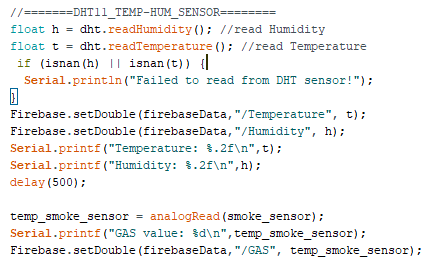 //=======DHT11_TEMP-HUM_SENSOR========
float h = dht.readHumidity(); //read Humidity
float t = dht.readTemperature(); //read Temperature
if (isnan(h) || isnan(t)) {
Serial.println("Failed to read from DHT sensor!");
}
Firebase.setDouble(firebaseData,"/Temperature", t);
Firebase.setDouble(firebaseData,"/Humidity", h);
Serial.printf("Temperature: %.2f\n",t);
Serial.printf("Humidity: %.2f\n",h);
delay(500);
temp_smoke_sensor = analogRead(smoke_sensor);
Serial.printf("GAS value: %d\n",temp_smoke_sensor);
Firebase.setDouble(firebaseData,"/GAS", temp_smoke_sensor);